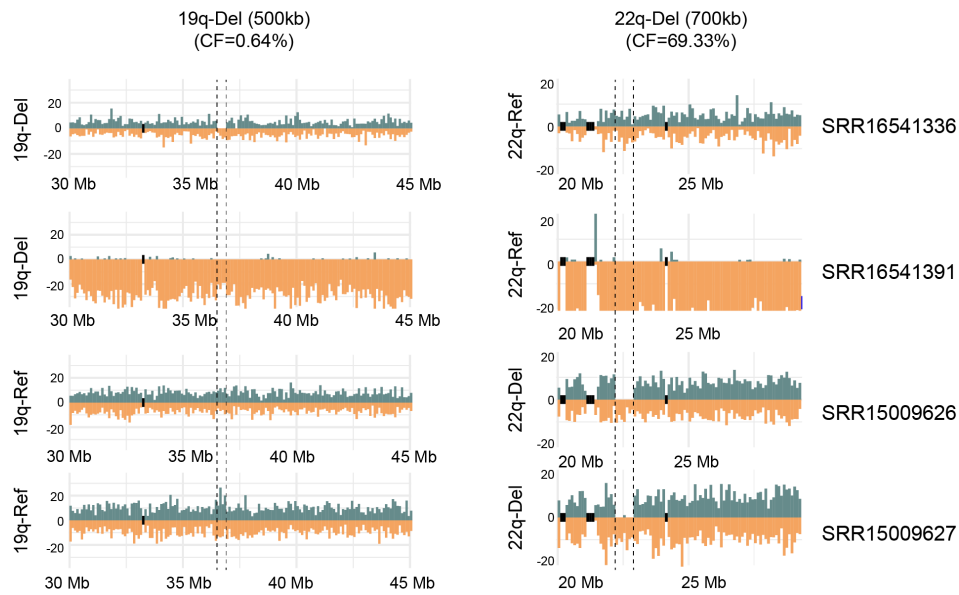 19q-Del (500kb)
(CF=0.64%)
22q-Del (700kb)
(CF=69.33%)
19q-Del
20
0
-20
30 Mb 35 Mb 40 Mb 45 Mb
22q-Ref
20
0
-20
20 Mb 25 Mb
SRR16541336
19q-Del
20
0
-20
30 Mb 35 Mb 40 Mb 45 Mb
22q-Ref
20
0
-20
20 Mb 25 Mb
SRR16541391
19q-Ref
20
0
-20
30 Mb 35 Mb 40 Mb 45 Mb
22q-Del
20
0
-20
20 Mb 25 Mb
SRR15009626
19q-Ref
20
0
-20
30 Mb 35 Mb 40 Mb 45 Mb
22q-Del
20
0
-20
20 Mb 25 Mb
SRR15009627